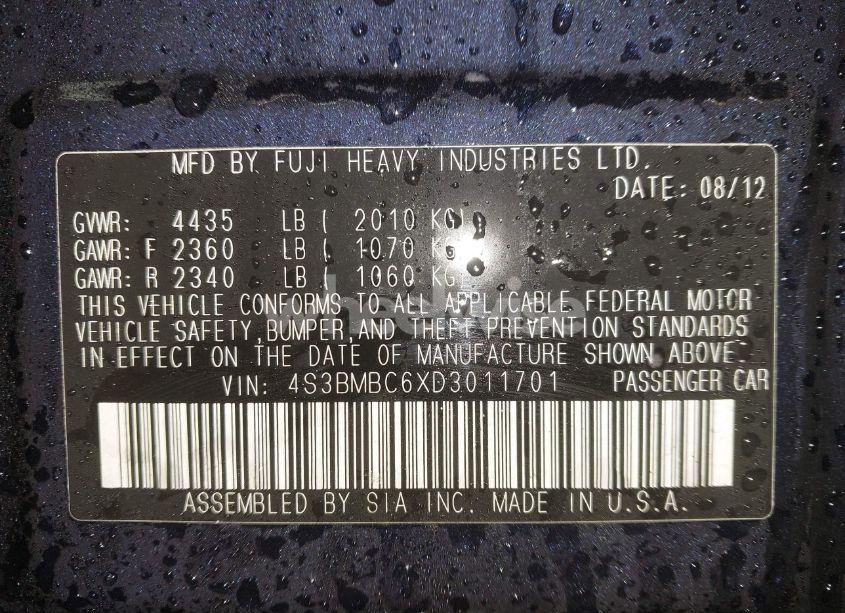 MFD BY FUJI HEAVY INDUSTRIES LTD.
DATE: 08/12
GVWR: 4435 LB ( 2010 KG)
GAWR: F 2360 LB ( 1070 KG)
GAWR: R 2340 LB ( 1060 KG)
THIS VEHICLE CONFORMS TO ALL APPLICABLE FEDERAL MOTOR
VEHICLE SAFETY, BUMPER, AND THEFT PREVENTION STANDARDS
IN EFFECT ON THE DATE OF MANUFACTURE SHOWN ABOVE.
VIN: 4S3BMBC6XD3011701 PASSENGER CAR
ASSEMBLED BY SIA INC. MADE IN U.S.A.